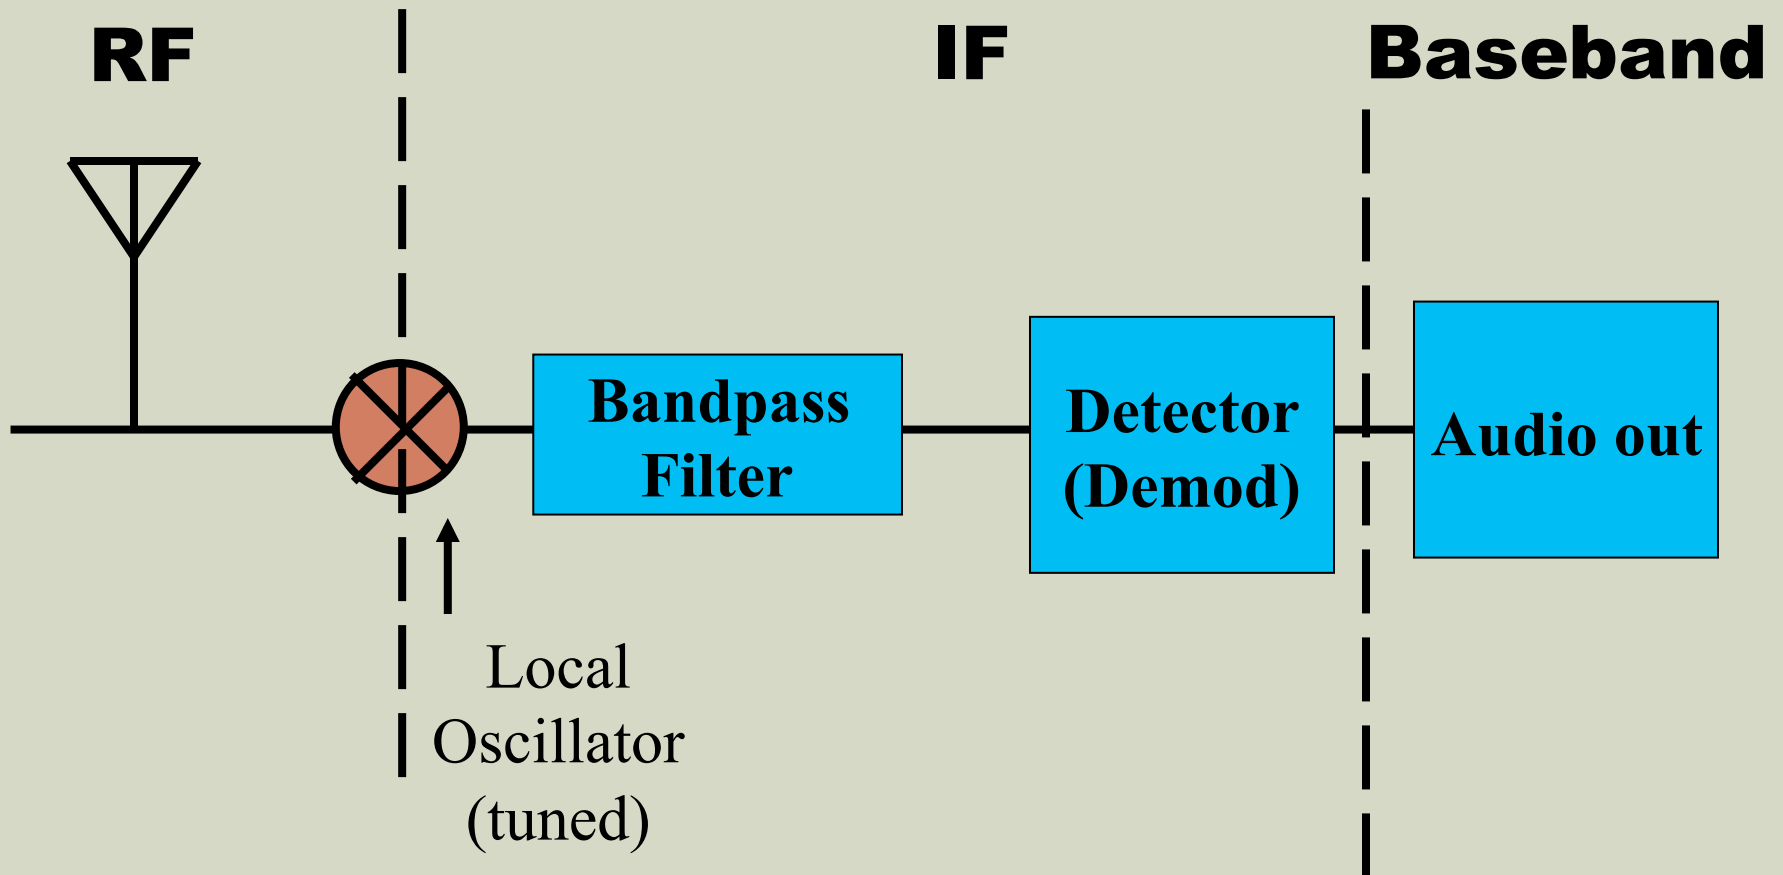 RF
IF
Baseband
Bandpass
Filter
Detector
(Demod)
Audio out
Local
Oscillator
(tuned)